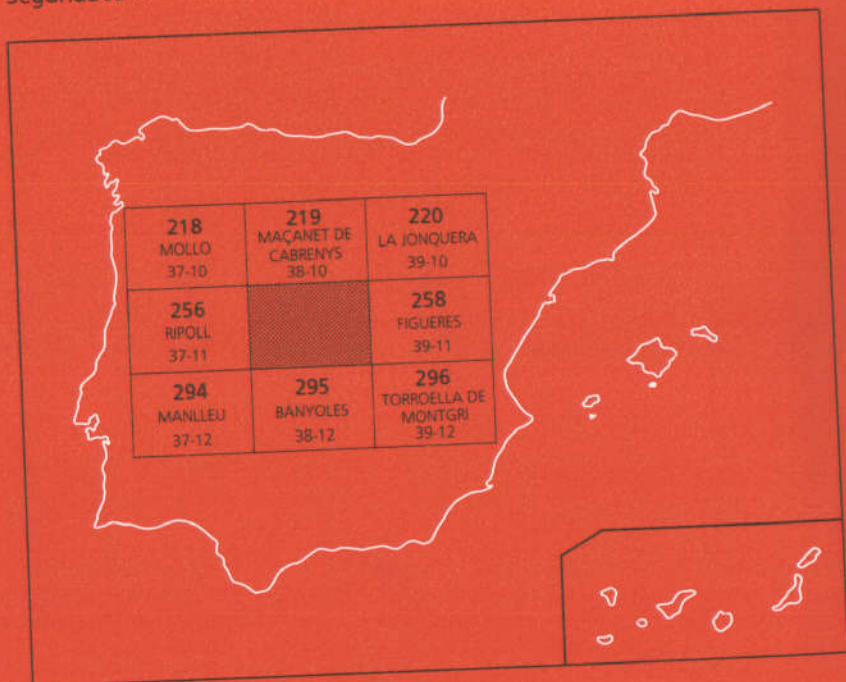 218
MOLLO
37-10
219
MAÇANET DE
CABRENYS
38-10
220
LA JONQUERA
39-10
256
RIPOLL
37-11
258
FIGUERES
39-11
294
MANLLEU
37-12
295
BANYOLES
38-12
296
TORROELLA DE
MONTGRI
39-12